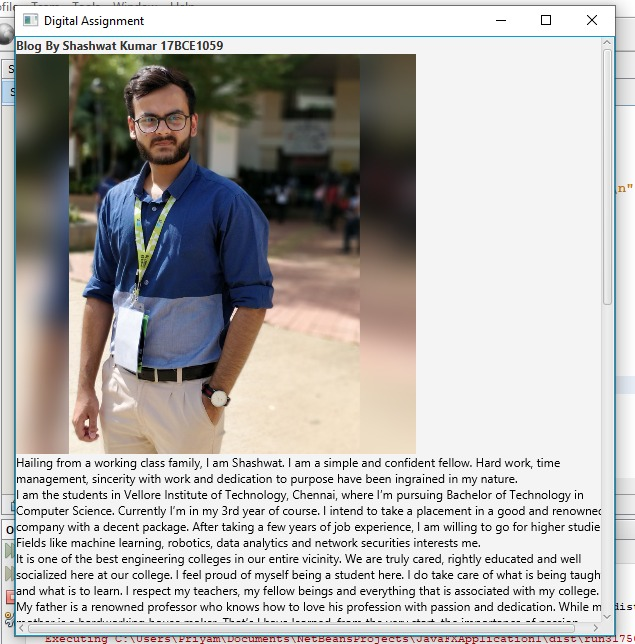 Digital Assignment
Blog By Shashwat Kumar 17BCE1059
n"
Hailing from a working class family, I am Shashwat. I am a simple and confident fellow. Hard work, time
management, sincerity with work and dedication to purpose have been ingrained in my nature.
I am the students in Vellore Institute of Technology, Chennai, where I'm pursuing Bachelor of Technology in
Computer Science. Currently I'm in my 3rd year of course. I intend to take a placement in a good and renowned
company with a decent package. After taking a few years of job experience, I am willing to go for higher studie
Fields like machine learning, robotics, data analytics and network securities interests me.
It is one of the best engineering colleges in our entire vicinity. We are truly cared, rightly educated and well
socialized here at our college. I feel proud of myself being a student here. I do take care of what is being taugh
and what is to learn. I respect my teachers, my fellow beings and everything that is associated with my college.
My father is a renowned professor who knows how to love his profession with passion and dedication. While m
Executing C:\Users\Priyam\Documents\NetBeansProjects\JavaFXApplication1\dist\run3175